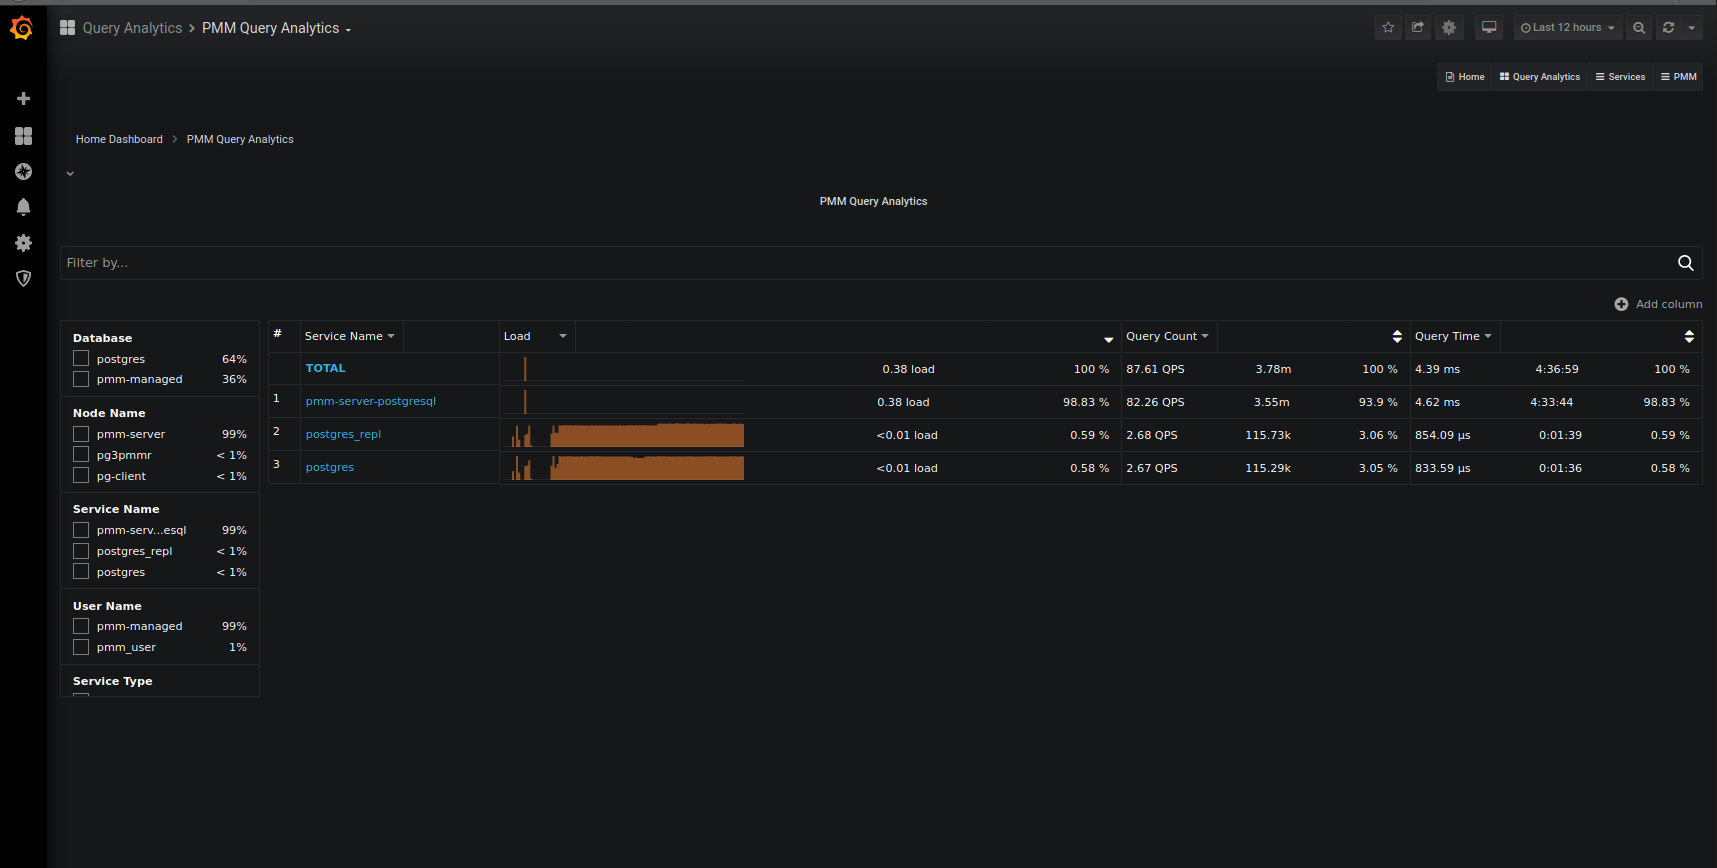 Query Analytics > PMM Query Analytics
Last 12 hours
Home Query Analytics Services PMM
Home Dashboard > PMM Query Analytics
PMM Query Analytics
Filter by...
Add column
Database
postgres 64%
pmm-managed 36%
Node Name
pmm-server 99%
pg3pmmr < 1%
pg-client < 1%
Service Name
pmm-serv...esql 99%
postgres_repl < 1%
postgres < 1%
User Name
pmm-managed 99%
pmm_user 1%
Service Type
# Service Name Load Query Count Query Time
TOTAL 0.38 load 100 % 87.61 QPS 3.78m 100 % 4.39 ms 4:36:59 100 %
1 pmm-server-postgresql 0.38 load 98.83 % 82.26 QPS 3.55m 93.9 % 4.62 ms 4:33:44 98.83 %
2 postgres_repl <0.01 load 0.59 % 2.68 QPS 115.73k 3.06 % 854.09 µs 0:01:39 0.59 %
3 postgres <0.01 load 0.58 % 2.67 QPS 115.29k 3.05 % 833.59 µs 0:01:36 0.58 %